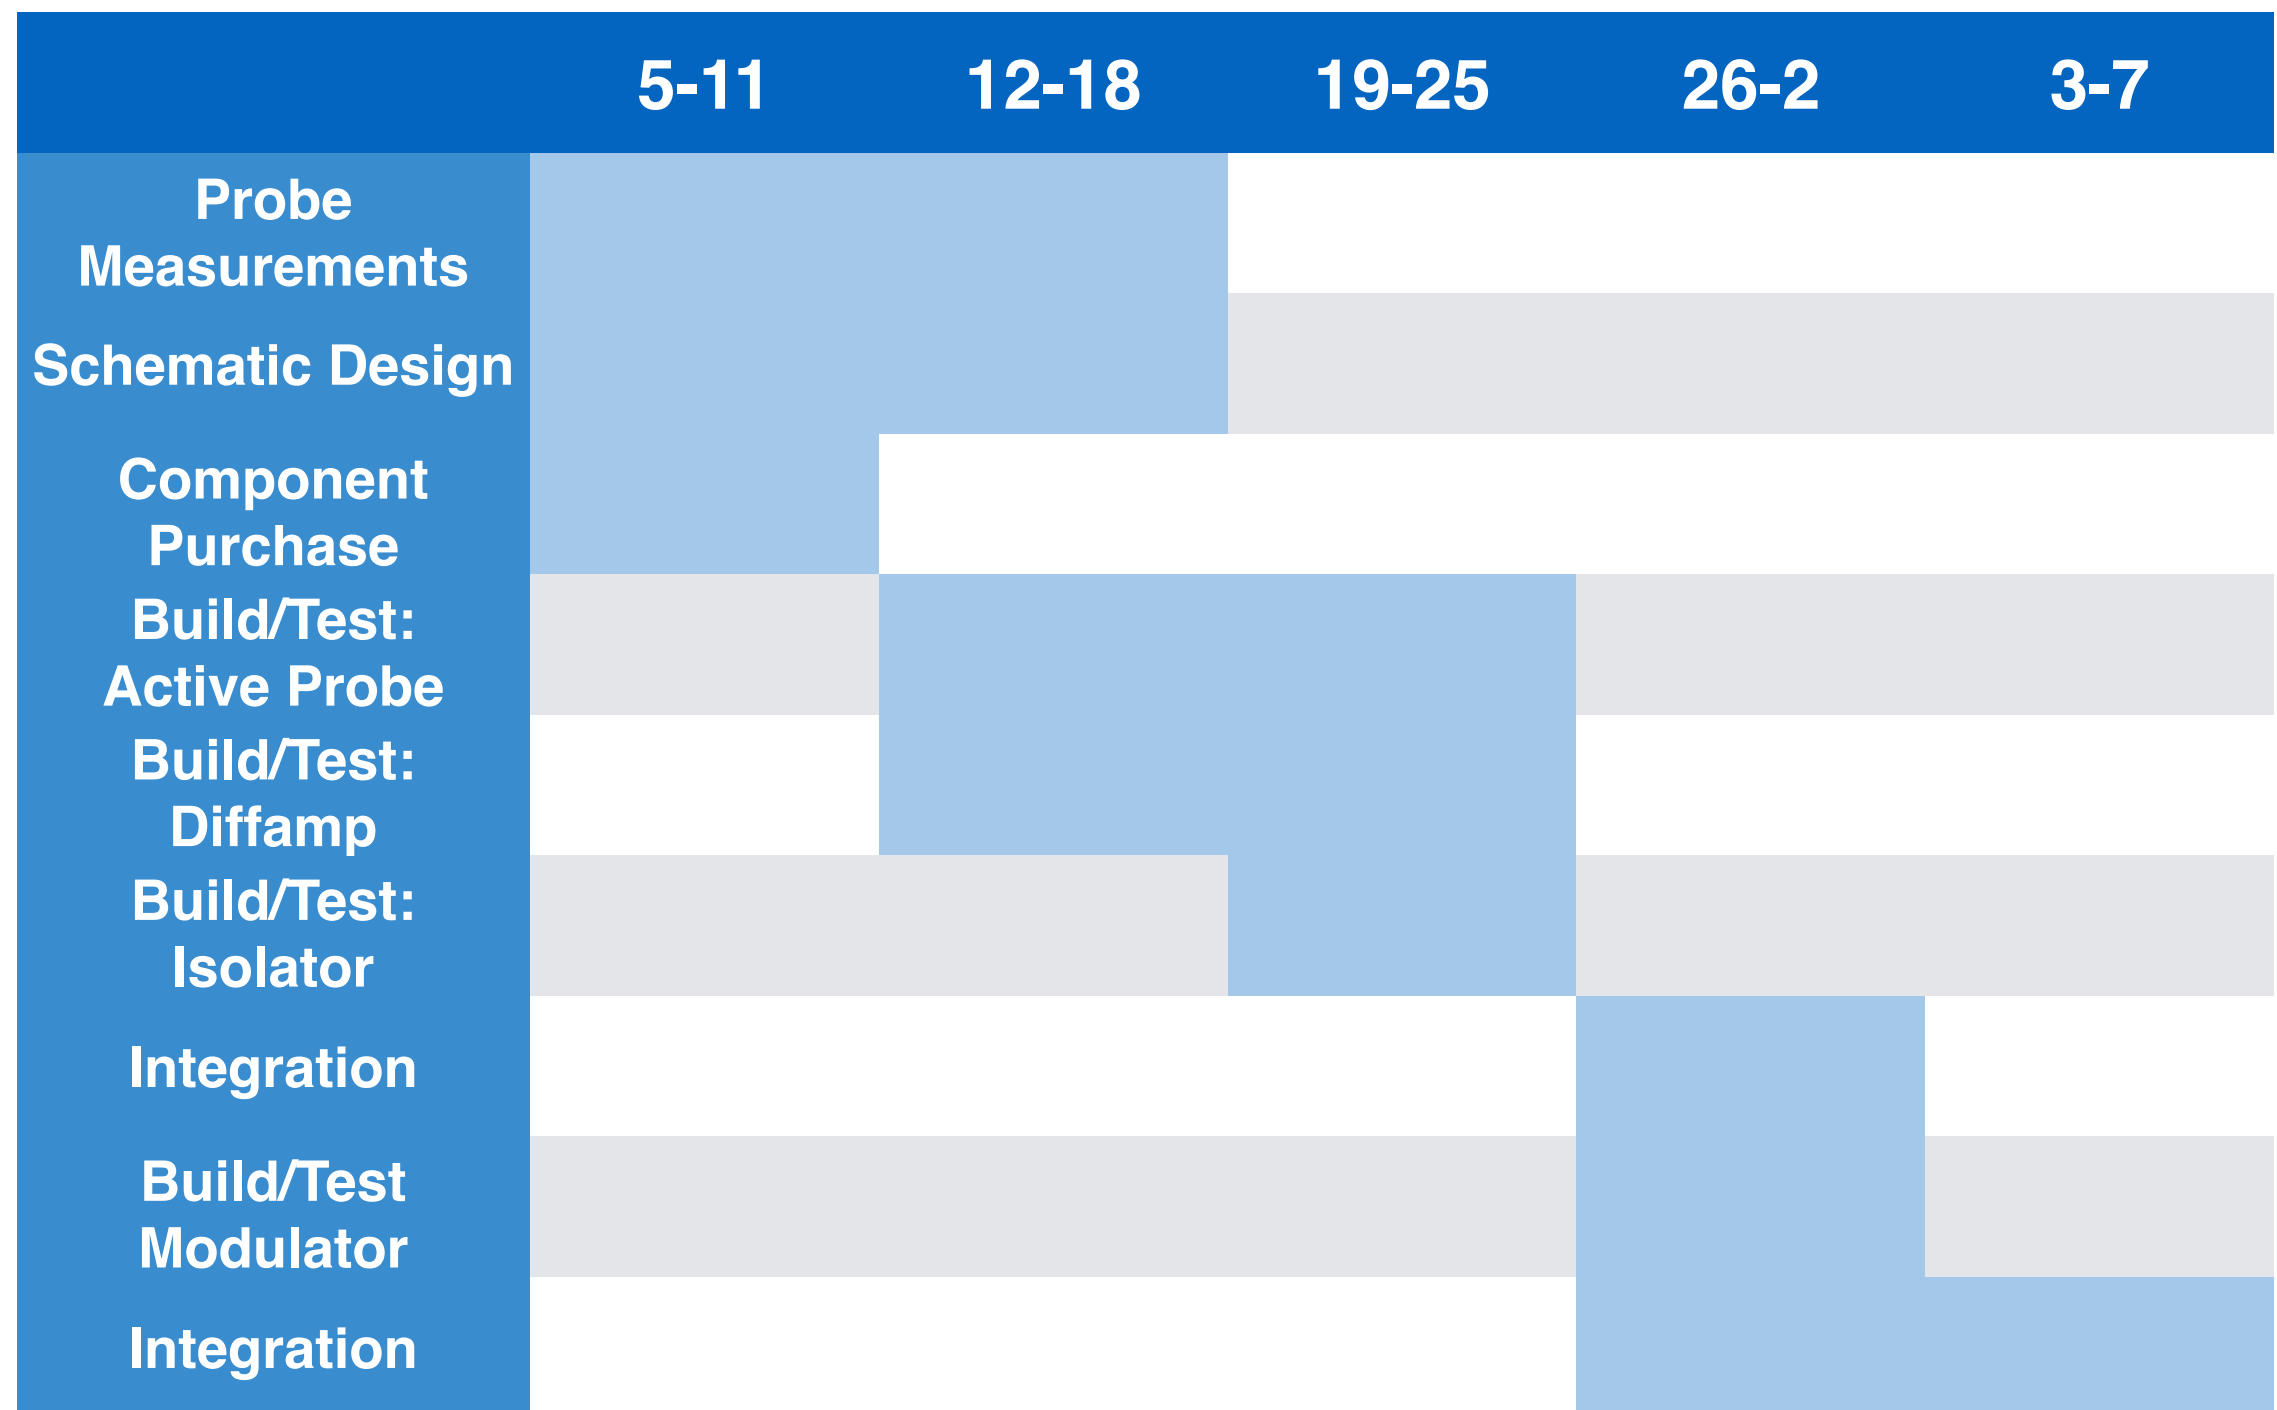 5-11 12-18 19-25 26-2 3-7
Probe
Measurements
Schematic Design
Component
Purchase
Build/Test:
Active Probe
Build/Test:
Diffamp
Build/Test:
Isolator
Integration
Build/Test
Modulator
Integration